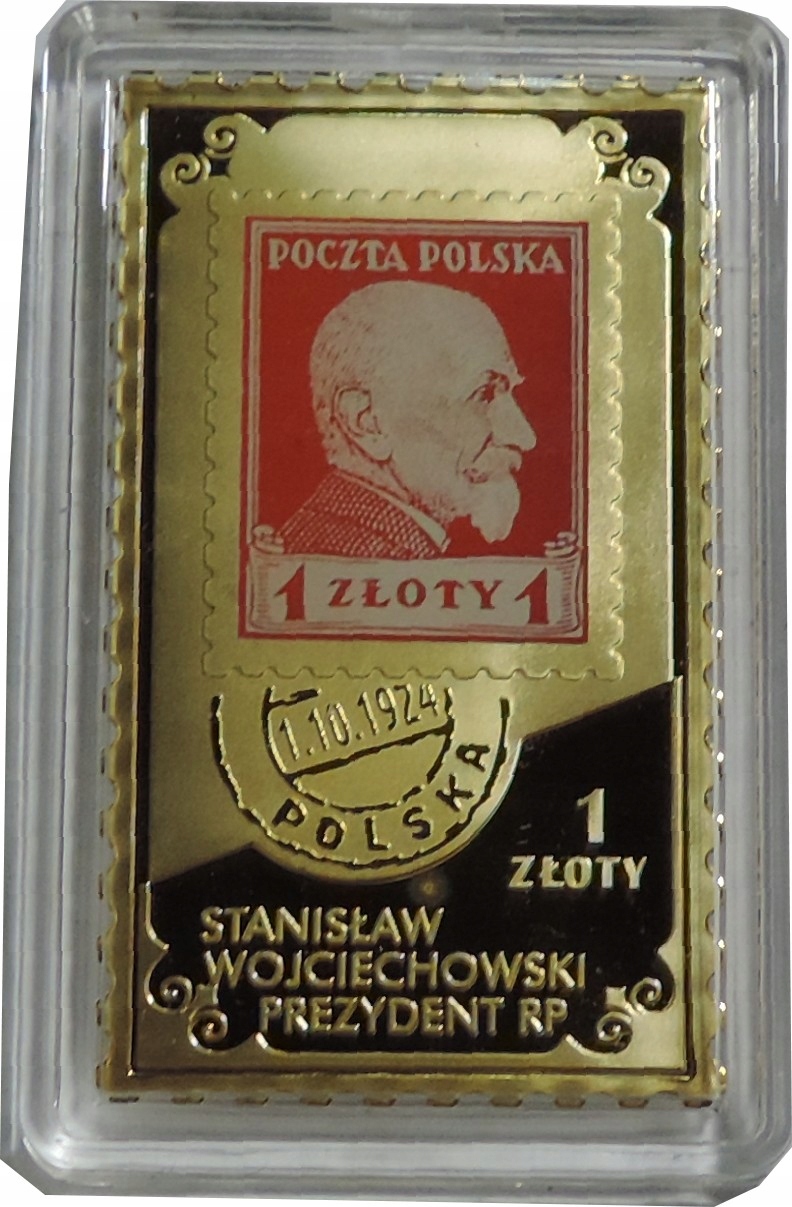 POCZTA POLSKA
1 ZŁOTY 1
1.10.1924
POLSKA
1
ZŁOTY
STANISŁAW
WOJCIECHOWSKI
PREZYDENT RP